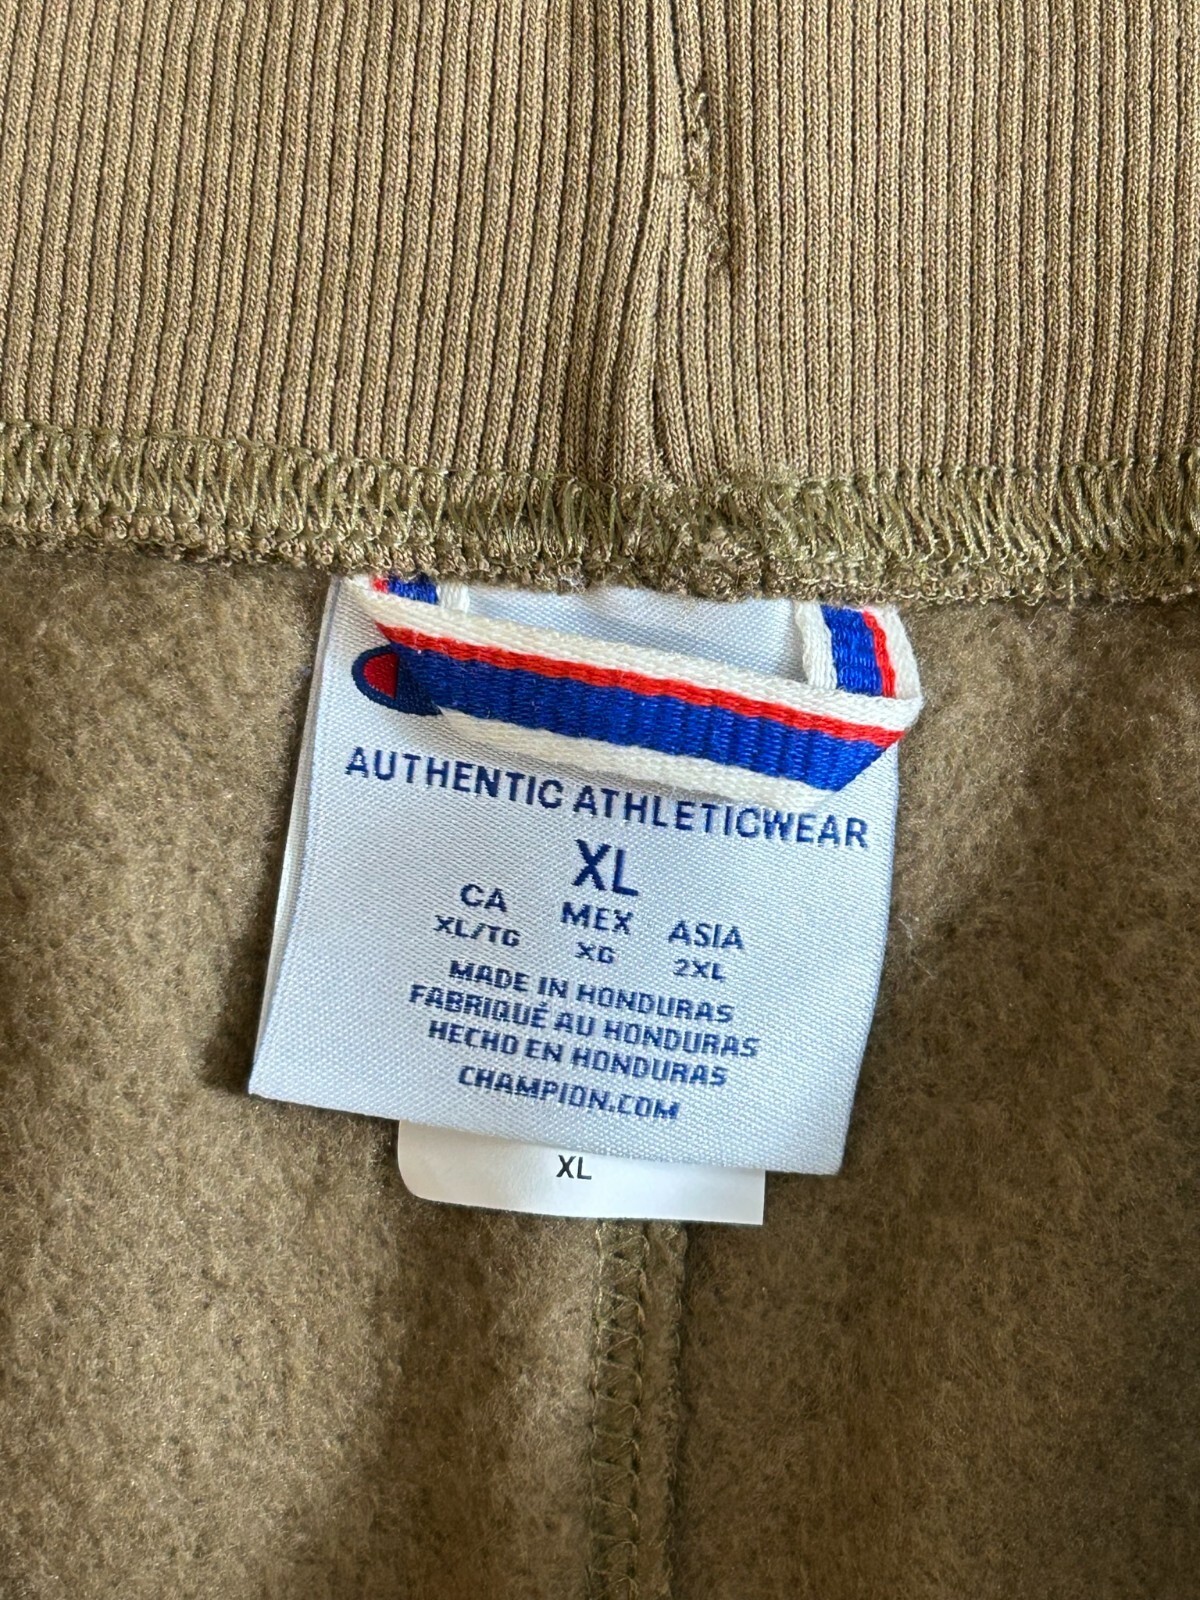 AUTHENTIC ATHLETICWEAR
XL
CA MEX ASIA
XL/TG XG 2XL
MADE IN HONDURAS
FABRIQUÉ AU HONDURAS
HECHO EN HONDURAS
CHAMPION.COM
XL